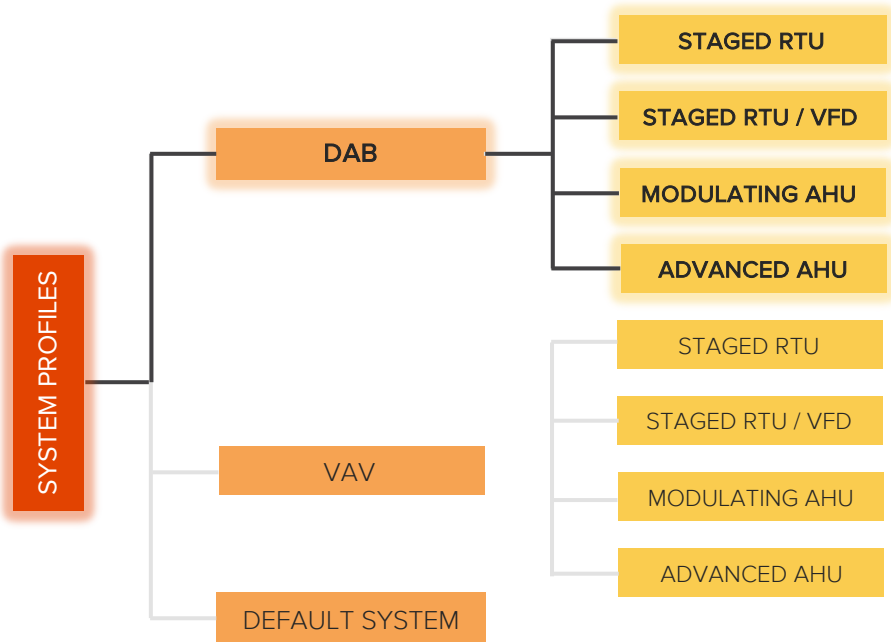 SYSTEM PROFILES
DAB
STAGED RTU
STAGED RTU / VFD
MODULATING AHU
ADVANCED AHU
VAV
STAGED RTU
STAGED RTU / VFD
MODULATING AHU
ADVANCED AHU
DEFAULT SYSTEM